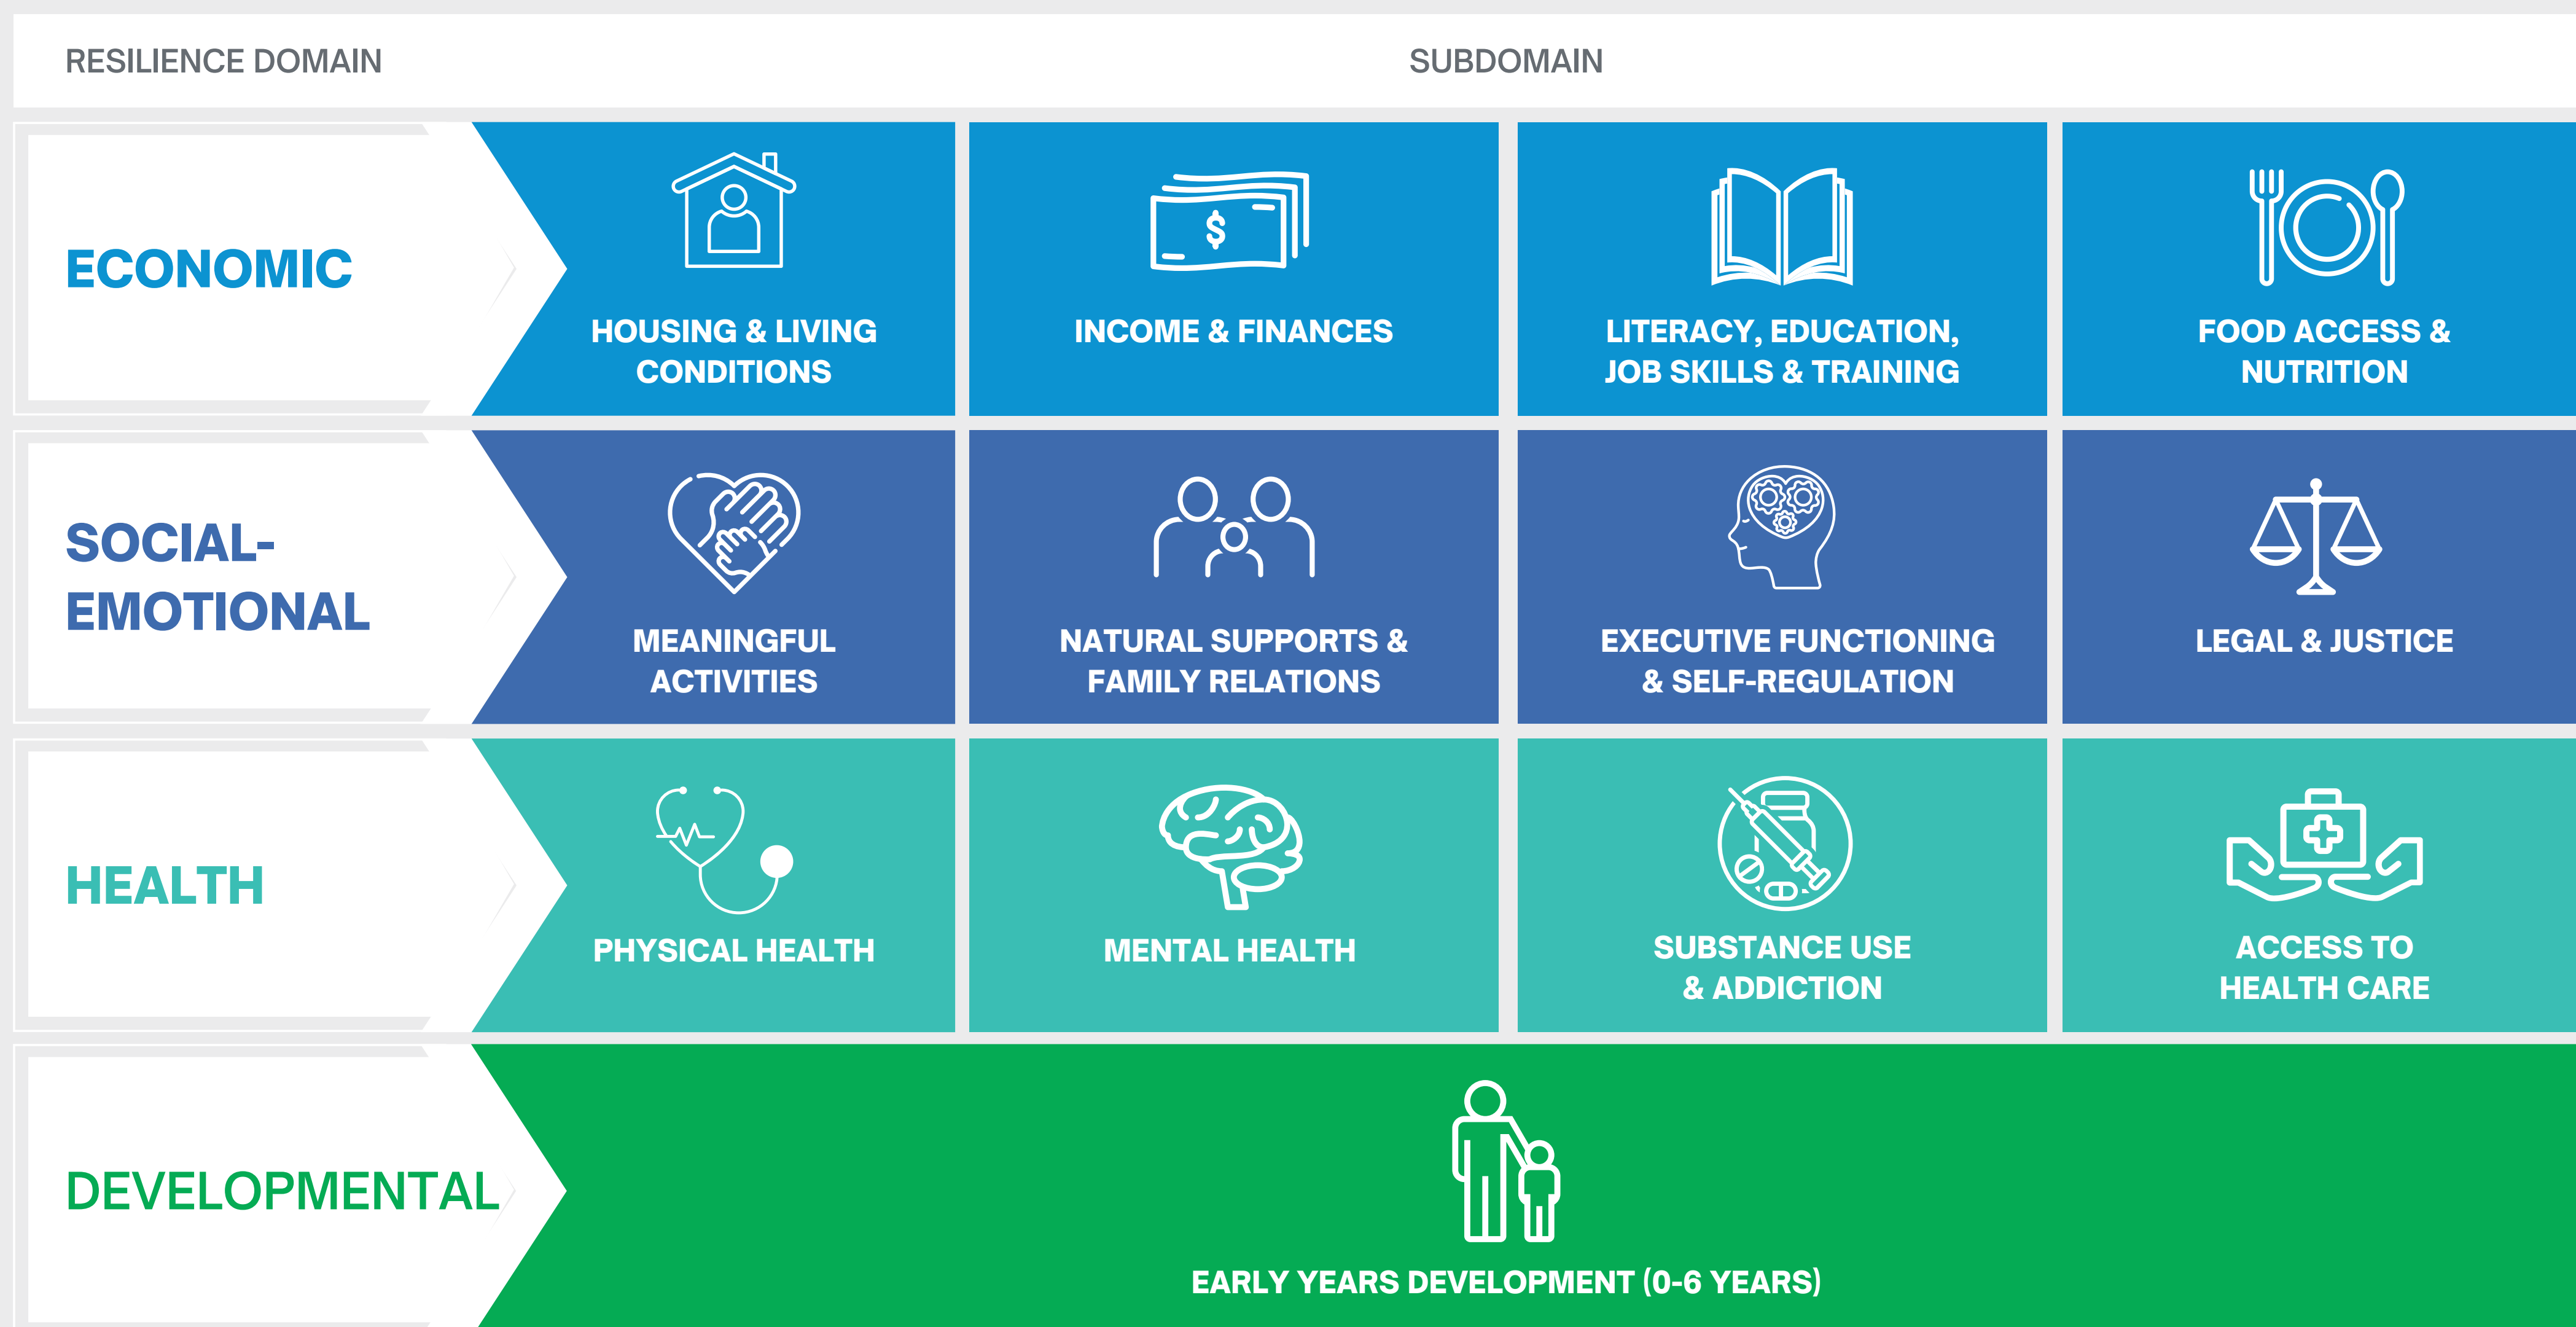 RESILIENCE DOMAIN
SUBDOMAIN
ECONOMIC
HOUSING & LIVING
CONDITIONS
INCOME & FINANCES
LITERACY, EDUCATION,
JOB SKILLS & TRAINING
FOOD ACCESS &
NUTRITION
SOCIAL-
EMOTIONAL
MEANINGFUL
ACTIVITIES
NATURAL SUPPORTS &
FAMILY RELATIONS
EXECUTIVE FUNCTIONING
& SELF-REGULATION
LEGAL & JUSTICE
HEALTH
PHYSICAL HEALTH
MENTAL HEALTH
SUBSTANCE USE
& ADDICTION
ACCESS TO
HEALTH CARE
DEVELOPMENTAL
EARLY YEARS DEVELOPMENT (0-6 YEARS)